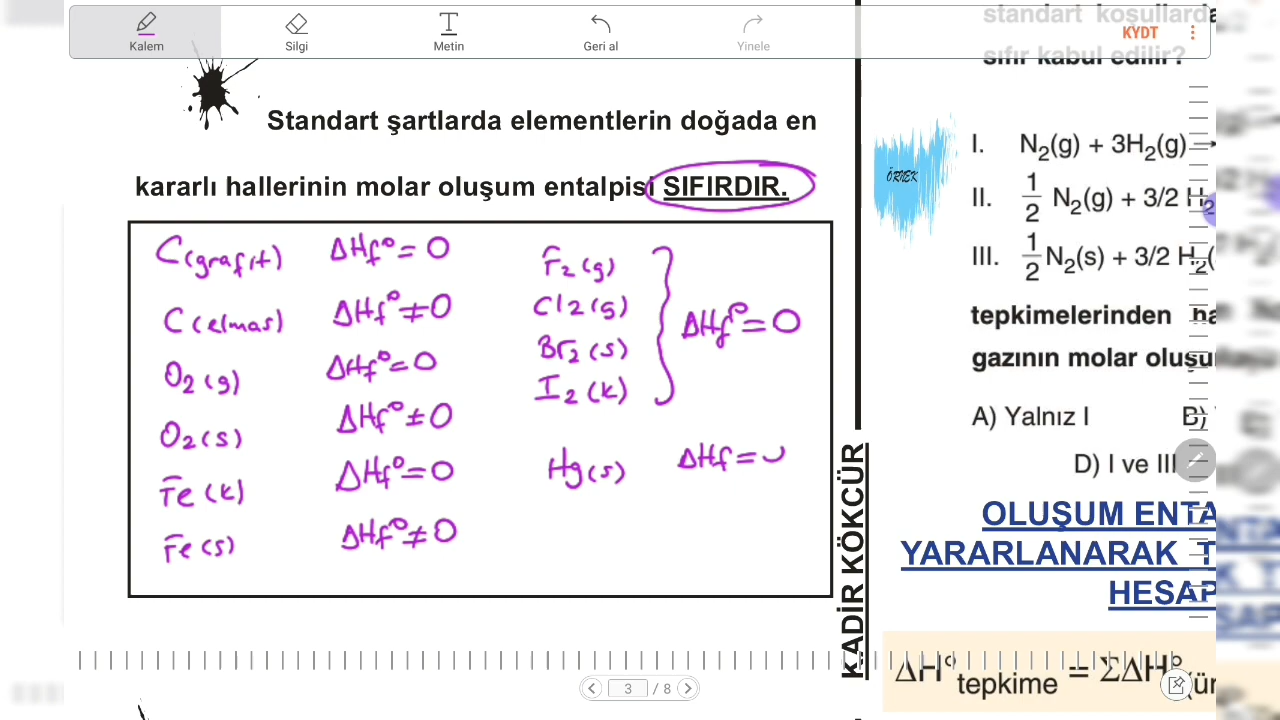 Kalem
Silgi
Metin
Geri al
Yinele
KYDT
Standart şartlarda elementlerin doğada en
kararlı hallerinin molar oluşum entalpisi SIFIRDIR.
C(grafit) ΔHf° = 0
C(elmas) ΔHf° ≠ 0
O2(g) ΔHf° = 0
O2(s) ΔHf° ≠ 0
Fe(k) ΔHf° = 0
Fe(s) ΔHf° ≠ 0
F2(g)
Cl2(g)
Br2(s)
I2(k)
ΔHf° = 0
Hg(s) ΔHf =
KADİR KÖKCÜR
standart koşullarda
sıfır kabul edilir?
ÖRNEK
I. N2(g) + 3H2(g) →
II. 1/2 N2(g) + 3/2 H2
III. 1/2 N2(s) + 3/2 H2(
tepkimelerinden ha
gazının molar oluşu
A) Yalnız I B)
D) I ve III
OLUŞUM ENTA
YARARLANARAK T
HESAP
ΔH° tepkime = ΣΔH° (ür
3 / 8